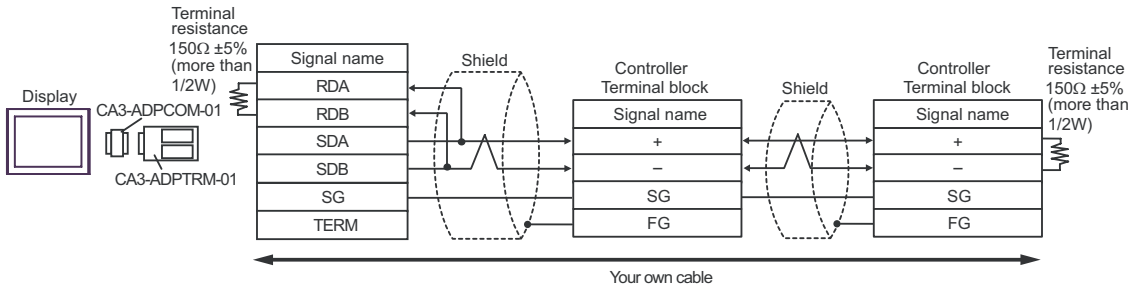 Display
CA3-ADPCOM-01
CA3-ADPTRM-01
Terminal
resistance
150Ω ±5%
(more than
1/2W)
Signal name
RDA
RDB
SDA
SDB
SG
TERM
Shield
Controller
Terminal block
Signal name
+
–
SG
FG
Shield
Controller
Terminal block
Signal name
+
–
SG
FG
Terminal
resistance
150Ω ±5%
(more than
1/2W)
Your own cable